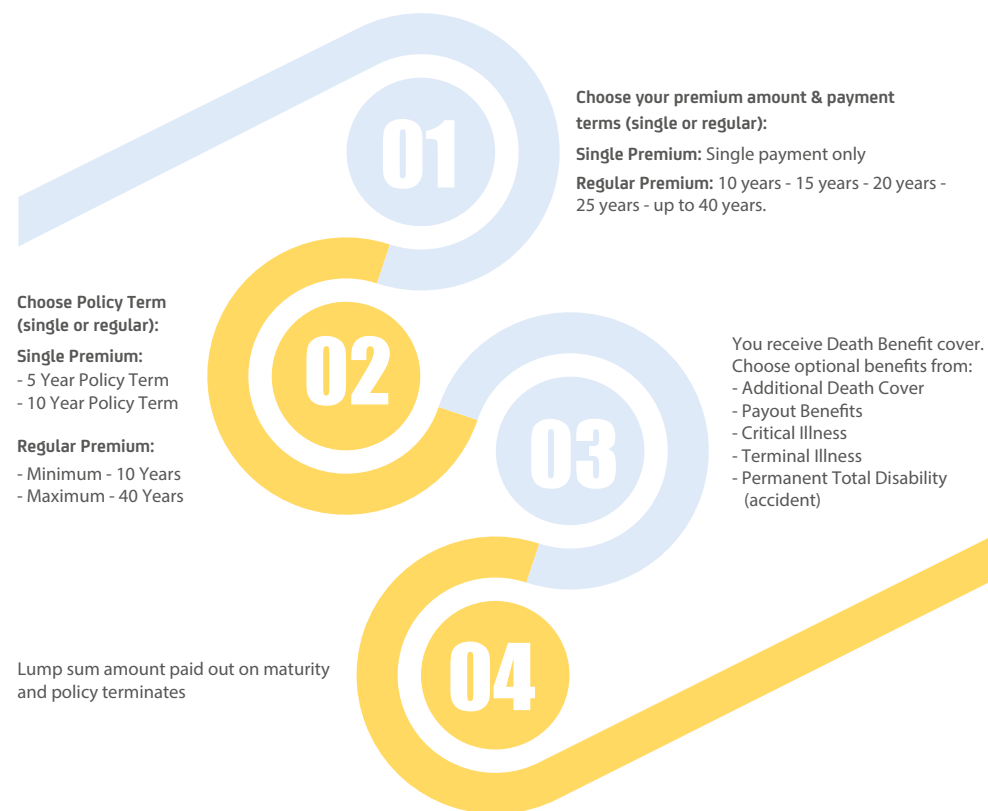 01
Choose your premium amount & payment
terms (single or regular):
Single Premium: Single payment only
Regular Premium: 10 years - 15 years - 20 years -
25 years - up to 40 years.
02
Choose Policy Term
(single or regular):
Single Premium:
- 5 Year Policy Term
- 10 Year Policy Term
Regular Premium:
- Minimum - 10 Years
- Maximum - 40 Years
03
You receive Death Benefit cover.
Choose optional benefits from:
- Additional Death Cover
- Payout Benefits
- Critical Illness
- Terminal Illness
- Permanent Total Disability
(accident)
04
Lump sum amount paid out on maturity
and policy terminates